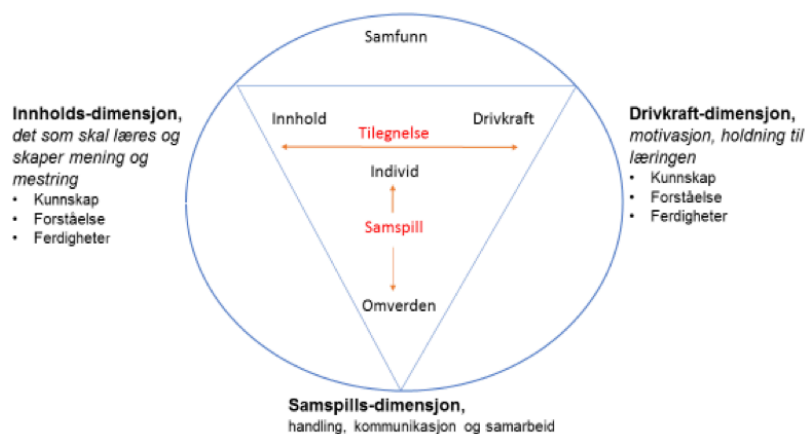 Samfunn
Innholds-dimensjon,
det som skal læres og
skaper mening og
mestring
• Kunnskap
• Forståelse
• Ferdigheter
Innhold
Drivkraft
Tilegnelse
Individ
Samspill
Omverden
Drivkraft-dimensjon,
motivasjon, holdning til
læringen
• Kunnskap
• Forståelse
• Ferdigheter
Samspills-dimensjon,
handling, kommunikasjon og samarbeid